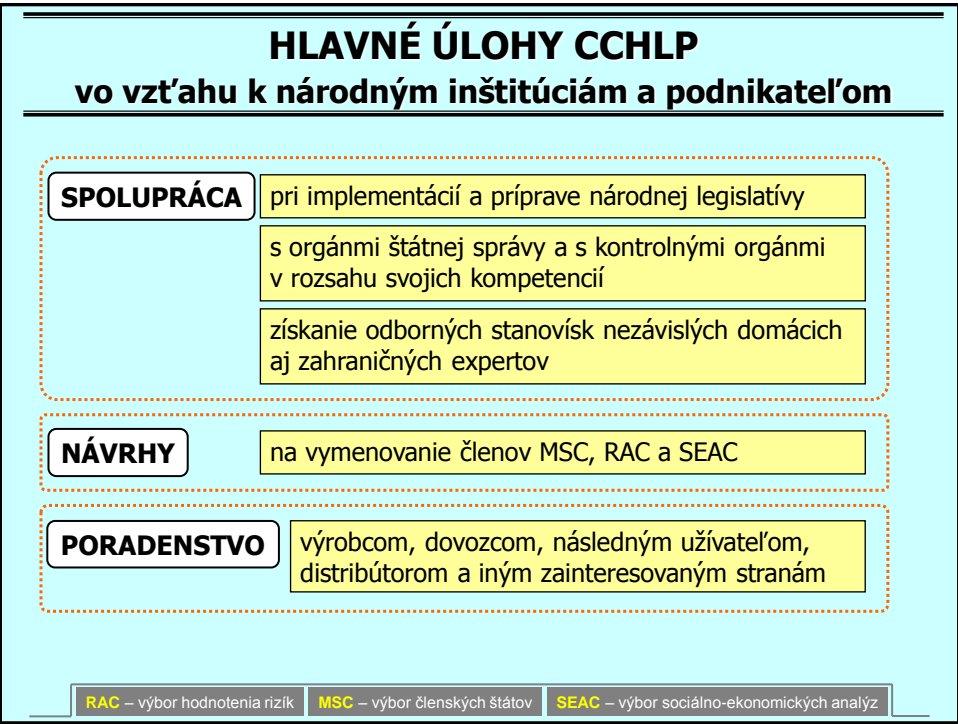 HLAVNÉ ÚLOHY CCHLP
vo vzťahu k národným inštitúciám a podnikateľom
SPOLUPRÁCA
pri implementácií a príprave národnej legislatívy
s orgánmi štátnej správy a s kontrolnými orgánmi
v rozsahu svojich kompetencií
získanie odborných stanovísk nezávislých domácich
aj zahraničných expertov
NÁVRHY
na vymenovanie členov MSC, RAC a SEAC
PORADENSTVO
výrobcom, dovozcom, následným užívateľom,
distribútorom a iným zainteresovaným stranám
RAC – výbor hodnotenia rizík
MSC – výbor členských štátov
SEAC – výbor sociálno-ekonomických analýz